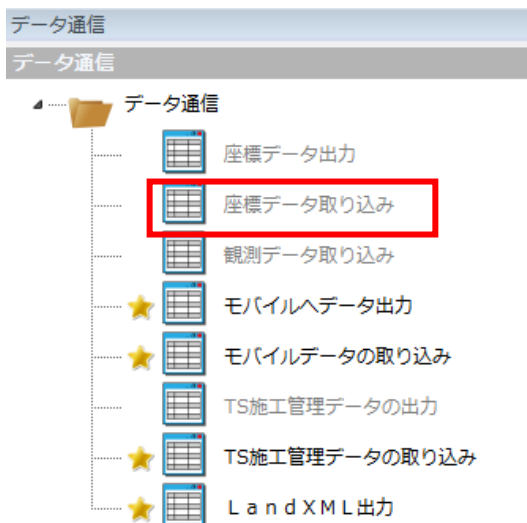 データ通信
データ通信
データ通信
座標データ出力
座標データ取り込み
観測データ取り込み
モバイルへデータ出力
モバイルデータの取り込み
TS施工管理データの出力
TS施工管理データの取り込み
ＬａｎｄＸＭＬ出力